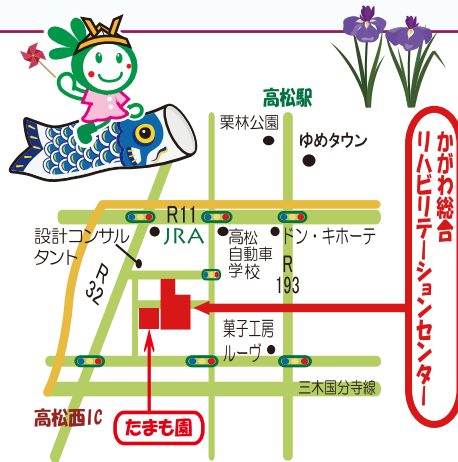 高松駅
栗林公園
ゆめタウン
かがわ総合
リハビリテーションセンター
R11
設計コンサル
タント
JRA
高松
自動車
学校
ドン・キホーテ
R32
R
193
菓子工房
ルーヴ
三木国分寺線
高松西IC
たまも園